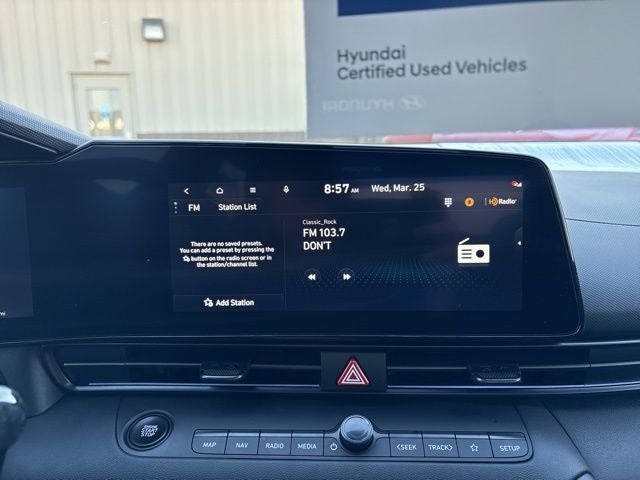 Hyundai
Certified Used Vehicles
HYUNDAI
8:57 AM Wed, Mar. 25
FM Station List
HD Radio
There are no saved presets.
You can add a preset by pressing the
button on the radio screen or in
the station/channel list.
Add Station
Classic_Rock
FM 103.7
DON'T
mi
ENGINE
START
STOP
MAP NAV RADIO MEDIA <SEEK TRACK> SETUP